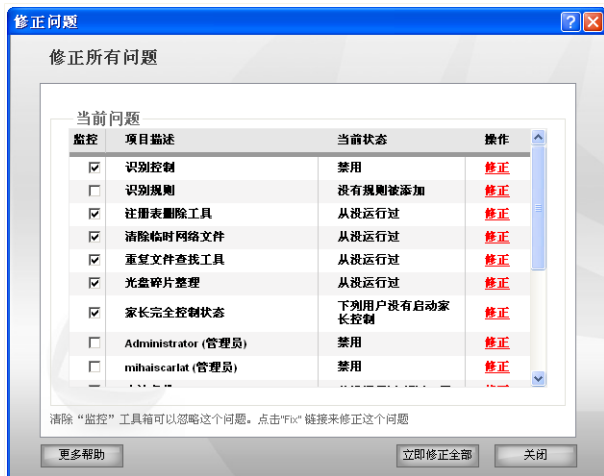 修正问题
修正所有问题
当前问题
监控 项目描述 当前状态 操作
识别控制 禁用 修正
识别规则 没有规则被添加 修正
注册表删除工具 从没运行过 修正
清除临时网络文件 从没运行过 修正
重复文件查找工具 从没运行过 修正
光盘碎片整理 从没运行过 修正
家长完全控制状态 下列用户没有启动家
长控制 修正
Administrator (管理员) 禁用 修正
mihaiscarlat (管理员) 禁用 修正
清除“监控”工具箱可以忽略这个问题。点击"Fix" 链接来修正这个问题
更多帮助 立即修正全部 关闭